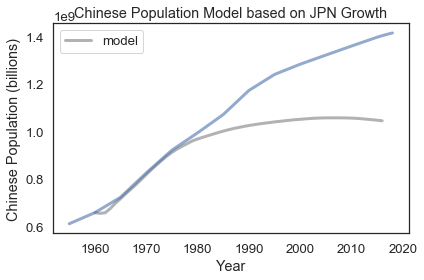 Chinese Population Model based on JPN Growth
1e9
model
1.4
1.2
1.0
0.8
0.6
Chinese Population (billions)
1960 1970 1980 1990 2000 2010 2020
Year